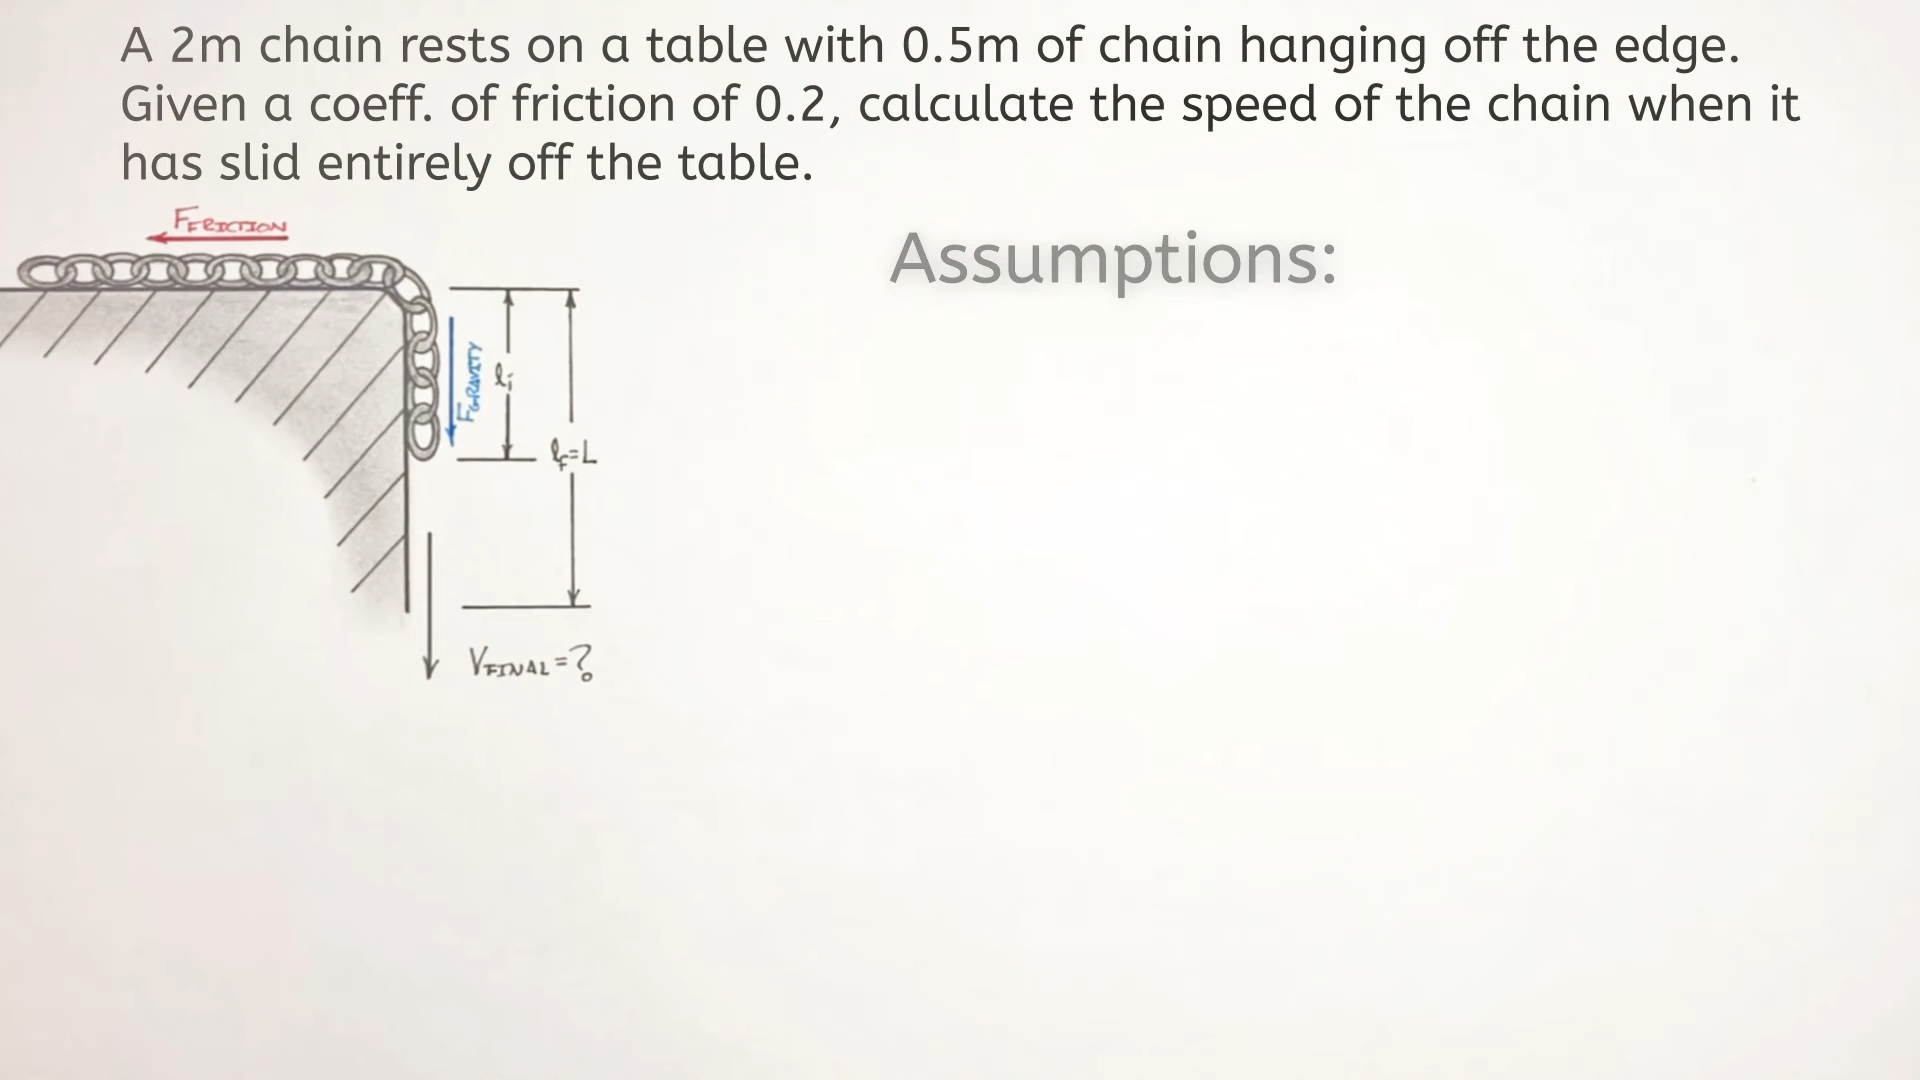 A 2m chain rests on a table with 0.5m of chain hanging off the edge.
Given a coeff. of friction of 0.2, calculate the speed of the chain when it
has slid entirely off the table.
FFRICTION
Assumptions:
FGRAVITY
li
lf=L
VFINAL=?